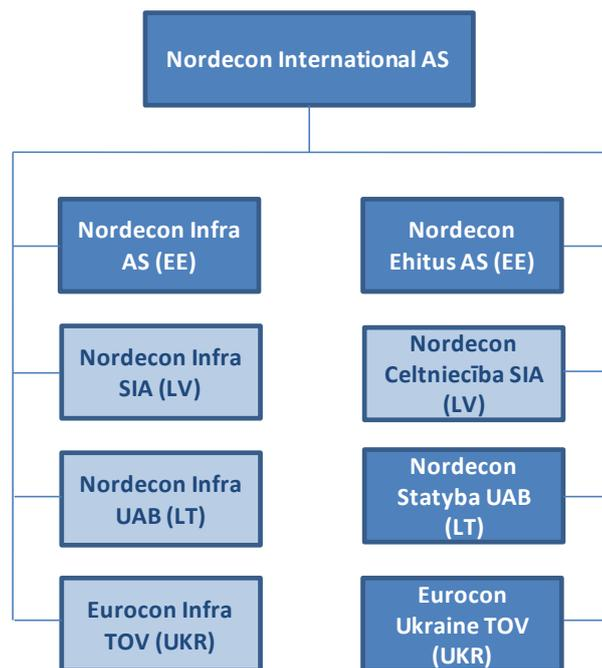 Nordecon International AS
Nordecon Infra
AS (EE)
Nordecon
Ehitus AS (EE)
Nordecon Infra
SIA (LV)
Nordecon
Celtniecība SIA
(LV)
Nordecon Infra
UAB (LT)
Nordecon
Statyba UAB
(LT)
Eurocon Infra
TOV (UKR)
Eurocon
Ukraine TOV
(UKR)